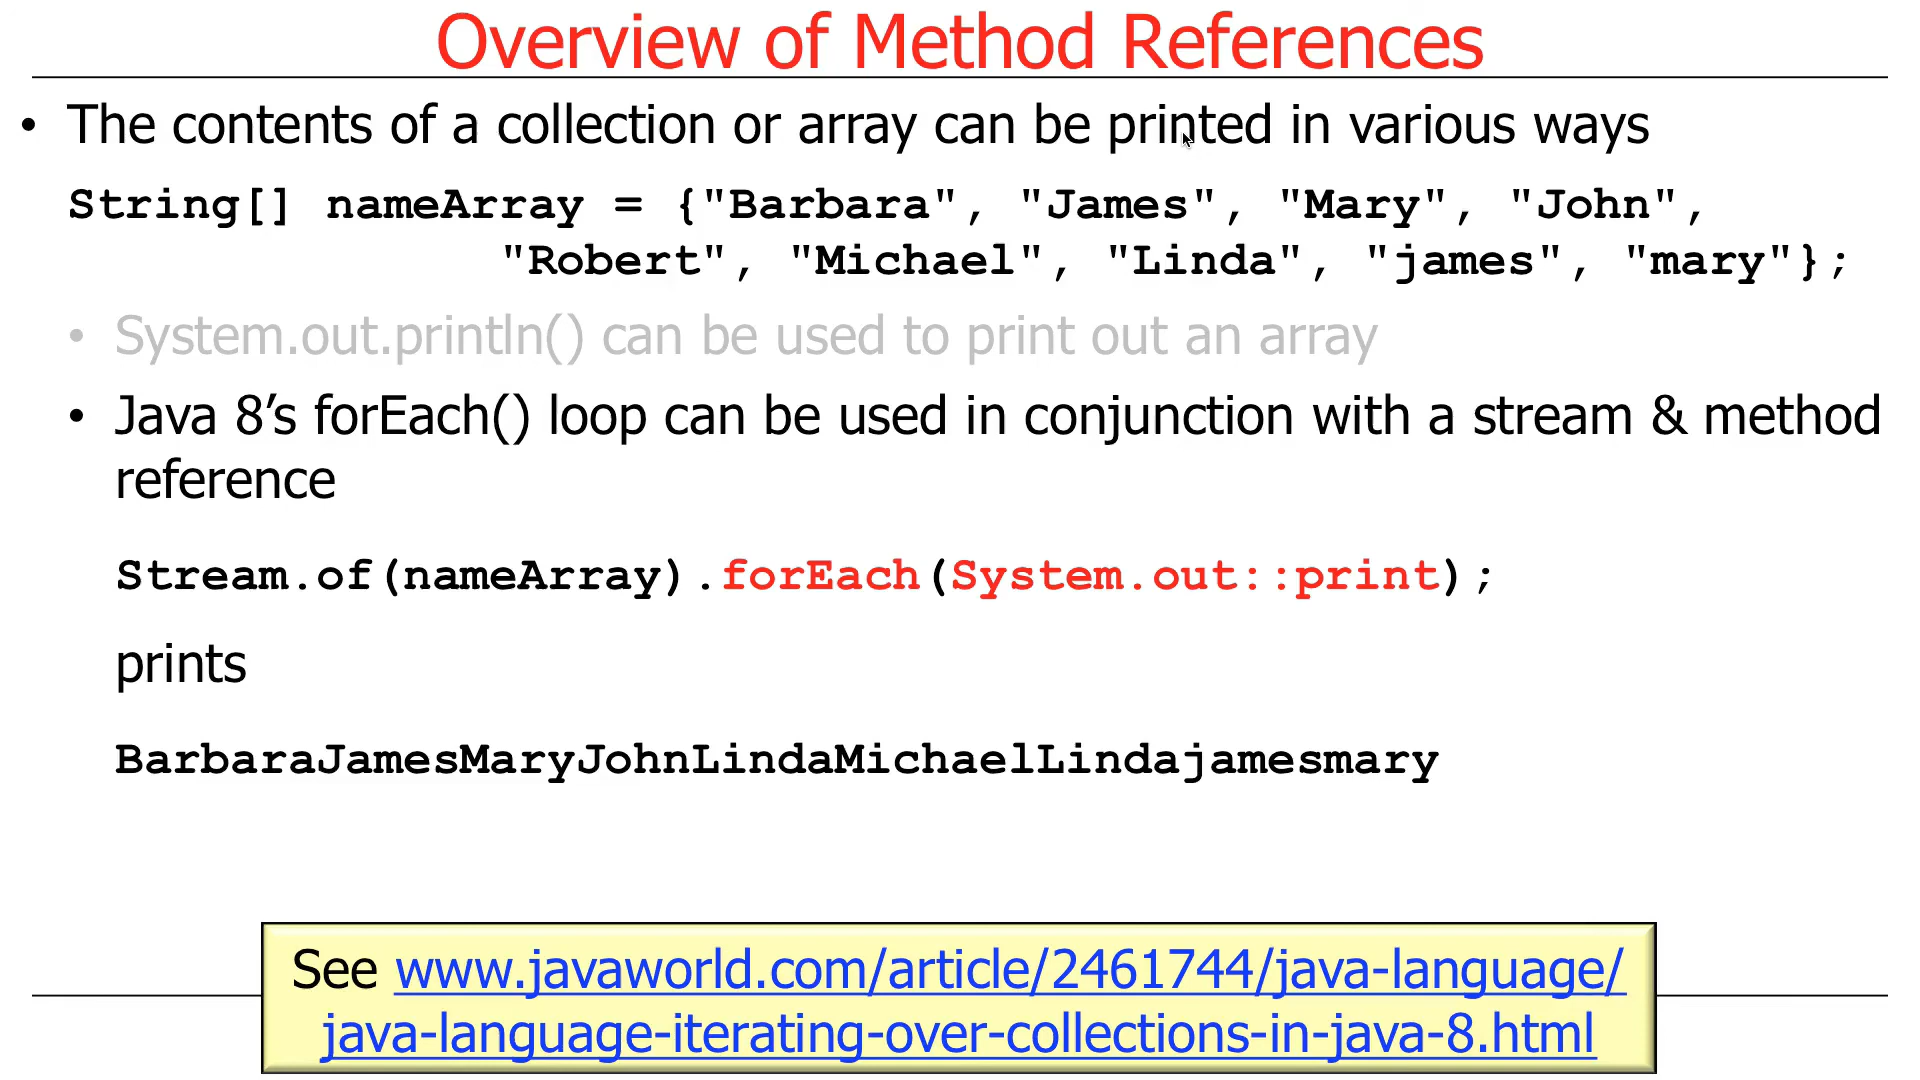 Overview of Method References
• The contents of a collection or array can be printed in various ways
String[] nameArray = {"Barbara", "James", "Mary", "John",
"Robert", "Michael", "Linda", "james", "mary"};
• System.out.println() can be used to print out an array
• Java 8’s forEach() loop can be used in conjunction with a stream & method
reference
Stream.of(nameArray).forEach(System.out::print);
prints
BarbaraJamesMaryJohnLindaMichaelLindajamesmary
See www.javaworld.com/article/2461744/java-language/
java-language-iterating-over-collections-in-java-8.html